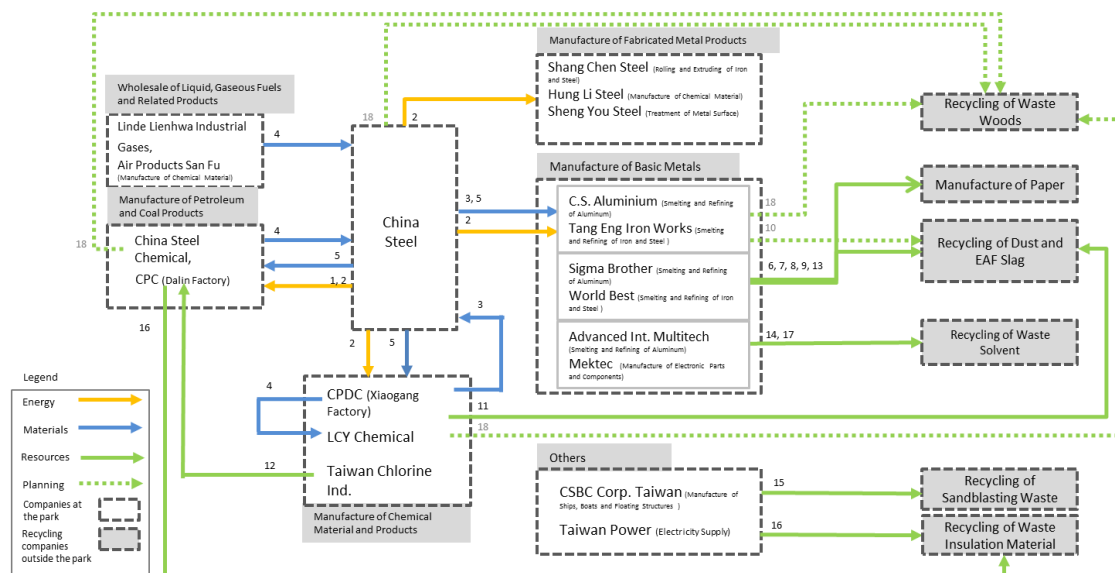 Manufacture of Fabricated Metal Products
Shang Chen Steel (Rolling and Extruding of Iron
and Steel)
Hung Li Steel (Manufacture of Chemical Material)
Sheng You Steel (Treatment of Metal Surface)
18
2
Wholesale of Liquid, Gaseous Fuels
and Related Products
Linde Lienhwa Industrial
Gases,
Air Products San Fu
(Manufacture of Chemical Material)
4
Manufacture of Petroleum
and Coal Products
China Steel
Chemical,
CPC (Dalin Factory)
18
4
5
1, 2
16
China
Steel
3, 5
2
Manufacture of Basic Metals
C.S. Aluminium (Smelting and Refining
of Aluminum)
Tang Eng Iron Works (Smelting
and Refining of Iron and Steel )
Sigma Brother (Smelting and Refining
of Aluminum)
World Best (Smelting and Refining of Iron
and Steel )
Advanced Int. Multitech
(Smelting and Refining of Aluminum)
Mektec (Manufacture of Electronic Parts
and Components)
18
10
6, 7, 8, 9, 13
14, 17
Recycling of Waste
Woods
Manufacture of Paper
Recycling of Dust and
EAF Slag
Recycling of Waste
Solvent
2
5
3
4
CPDC (Xiaogang
Factory)
LCY Chemical
Taiwan Chlorine
Ind.
Manufacture of Chemical
Material and Products
11
18
12
Others
CSBC Corp. Taiwan (Manufacture of
Ships, Boats and Floating Structures )
Taiwan Power (Electricity Supply)
15
16
Recycling of
Sandblasting Waste
Recycling of Waste
Insulation Material
Legend
Energy
Materials
Resources
Planning
Companies at
the park
Recycling
companies
outside the park